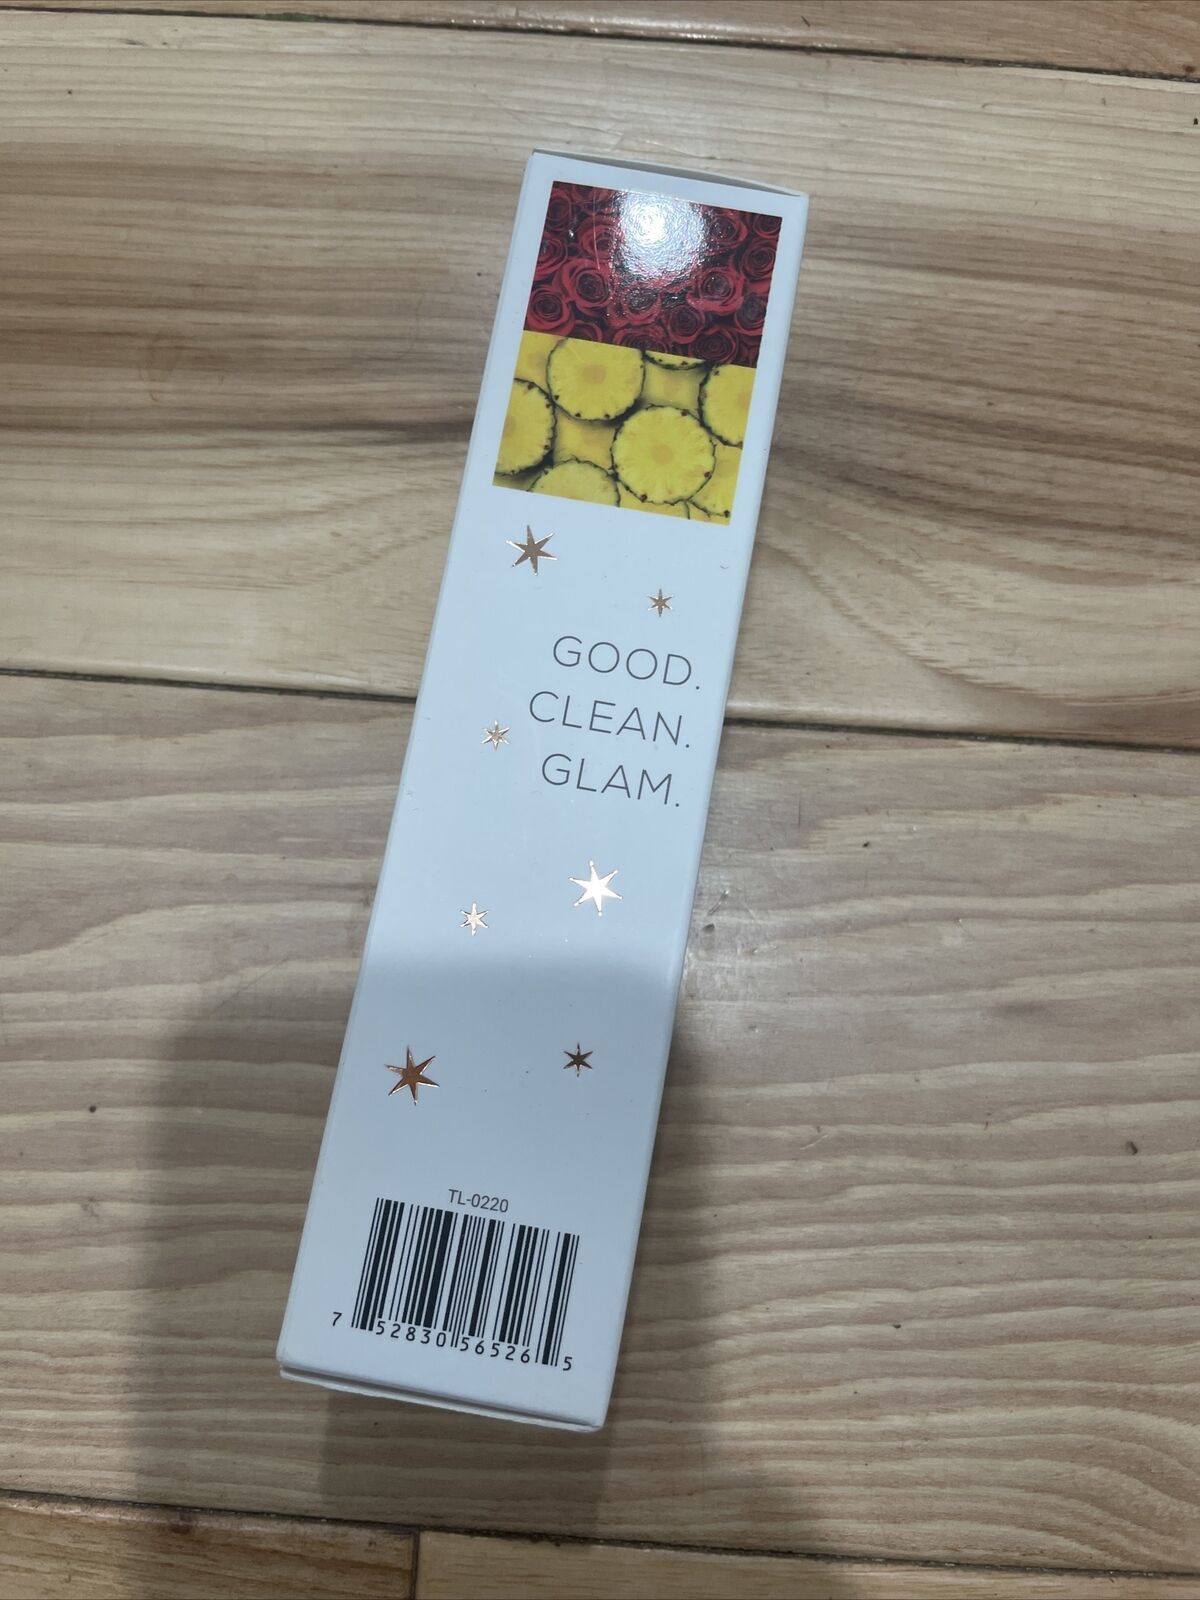 GOOD.
CLEAN.
GLAM.
TL-0220
7 52830 56526 5